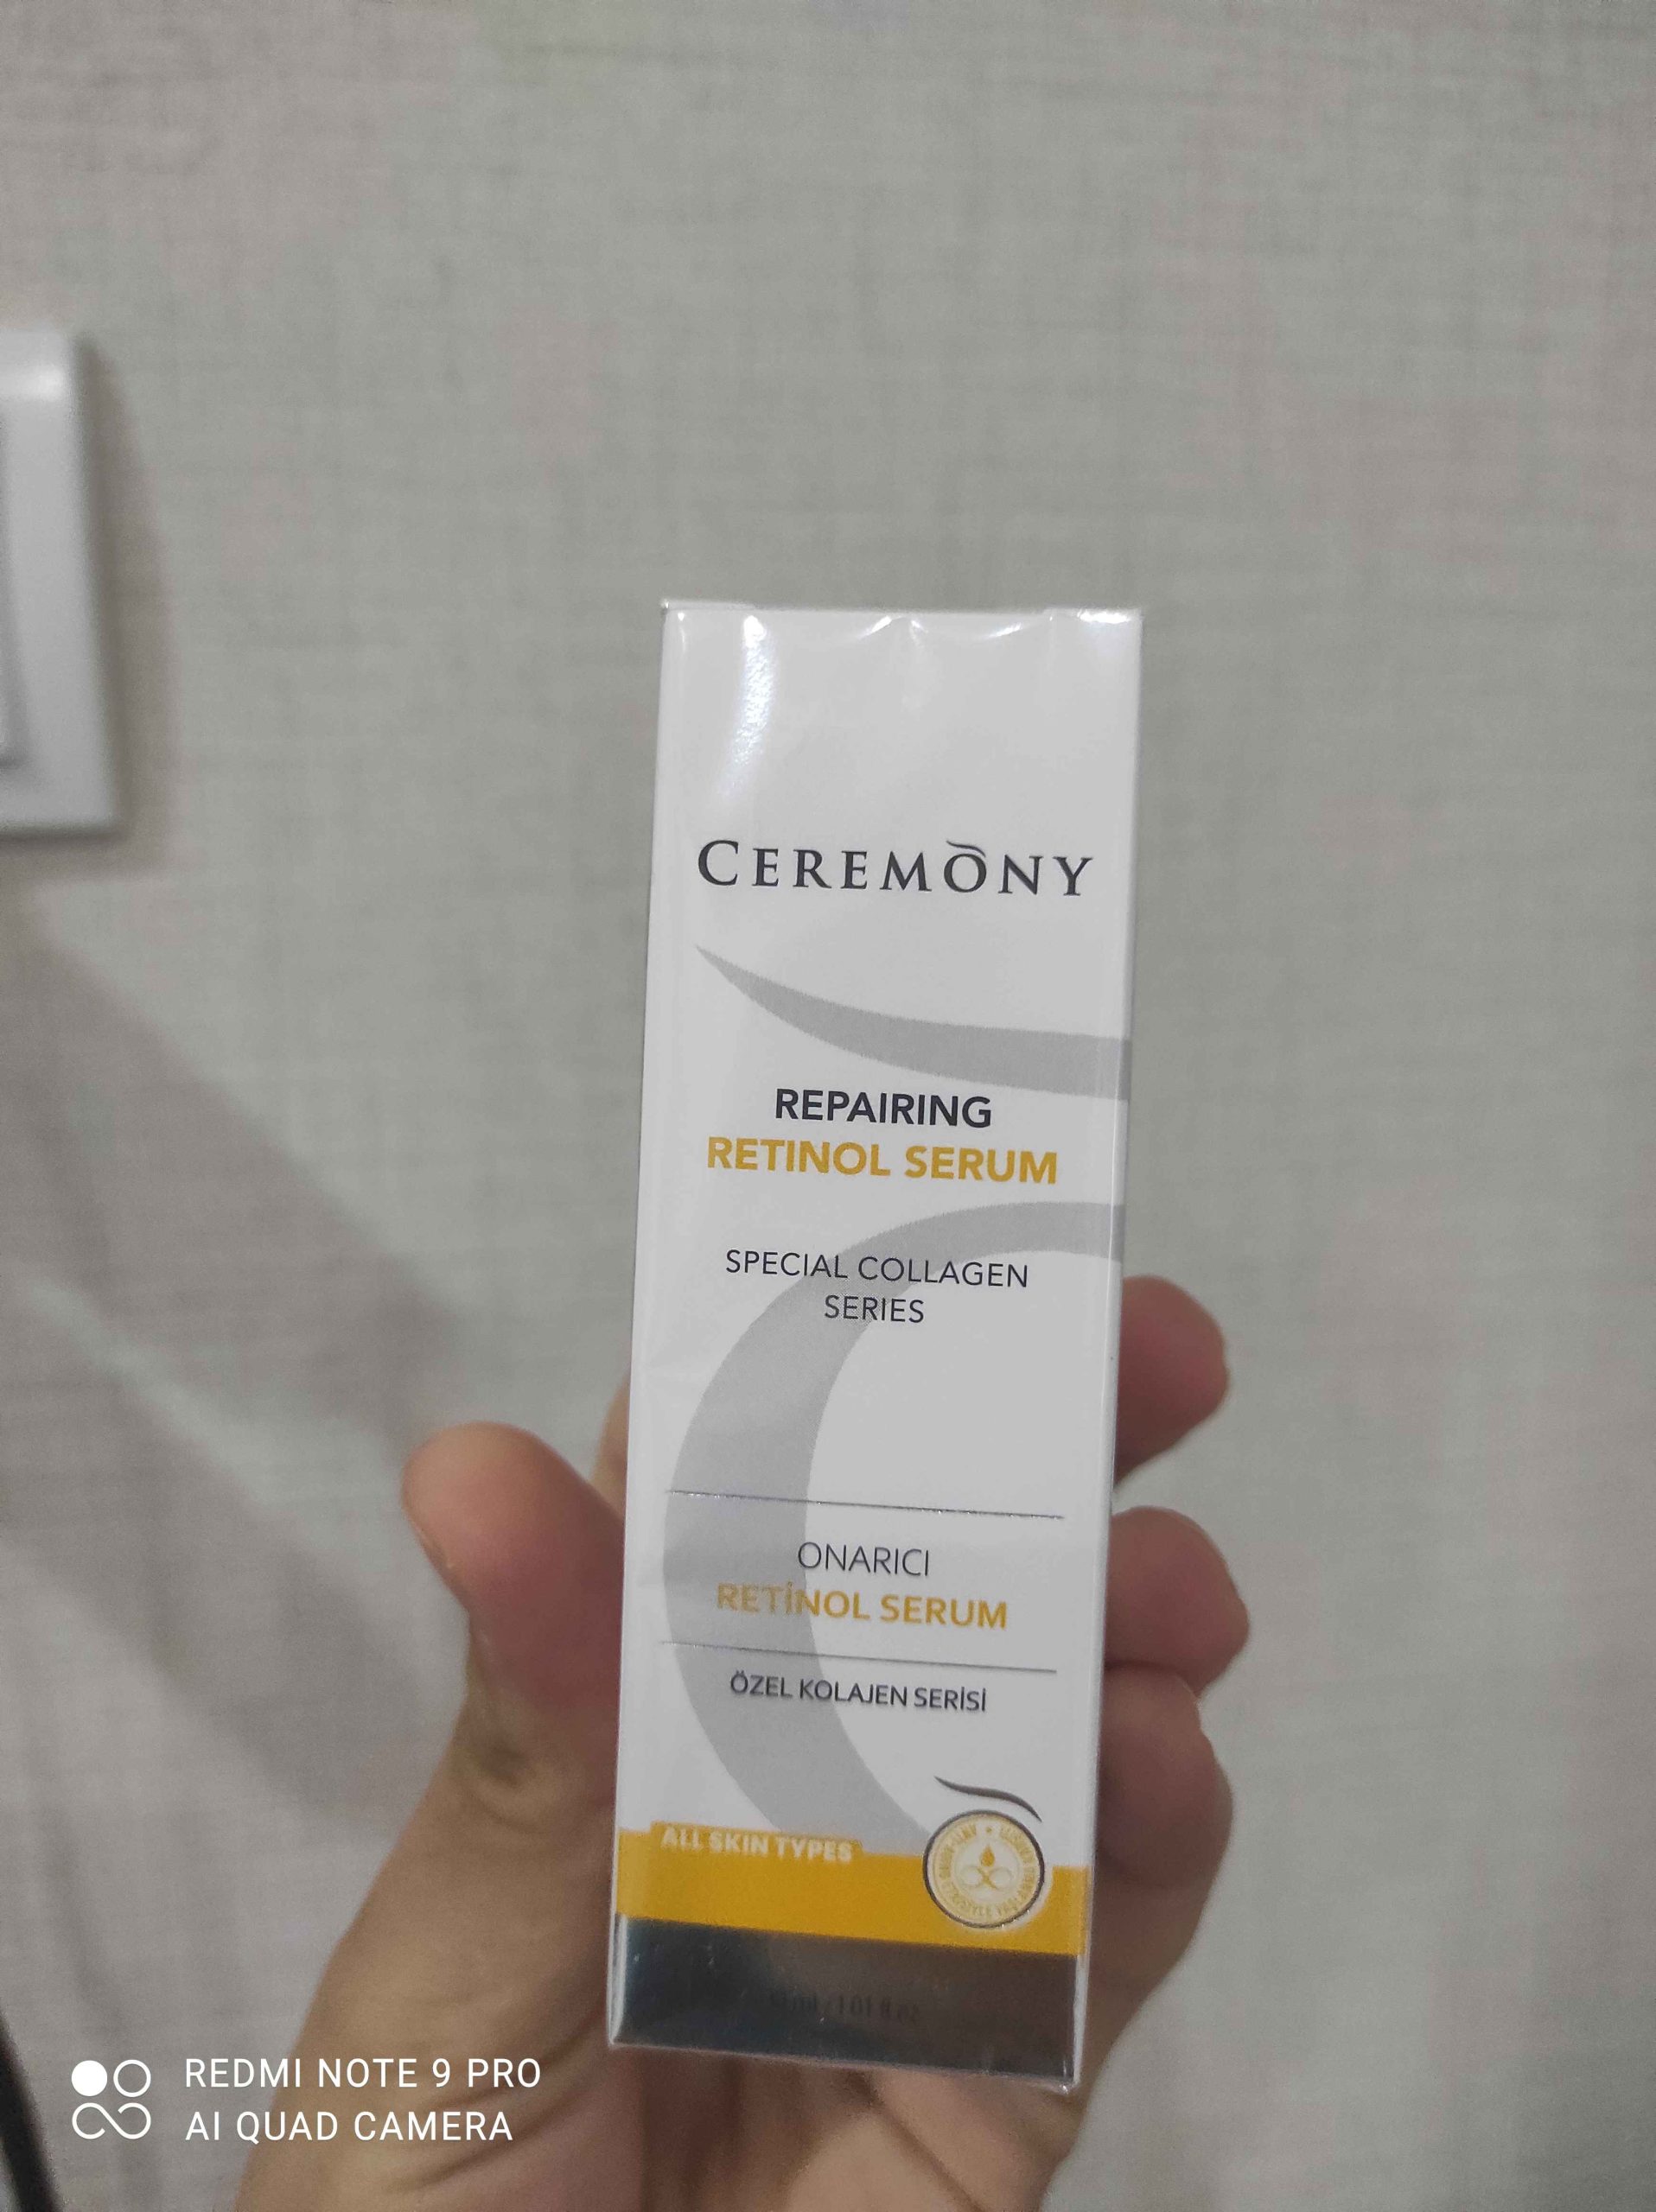 CEREMONY
REPAIRING
RETINOL SERUM
SPECIAL COLLAGEN
SERIES
ONARICI
RETİNOL SERUM
ÖZEL KOLAJEN SERİSİ
ALL SKIN TYPES
REDMI NOTE 9 PRO
AI QUAD CAMERA